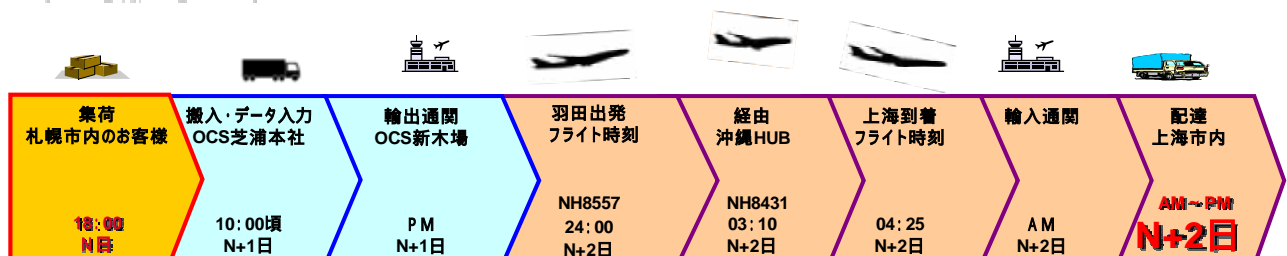 集荷
札幌市内のお客様
18:00
N日
搬入・データ入力
OCS芝浦本社
10:00頃
N+1日
輸出通関
OCS新木場
PM
N+1日
羽田出発
フライト時刻
NH8557
24:00
N+2日
経由
沖縄HUB
NH8431
03:10
N+2日
上海到着
フライト時刻
04:25
N+2日
輸入通関
AM
N+2日
配達
上海市内
AM~PM
N+2日